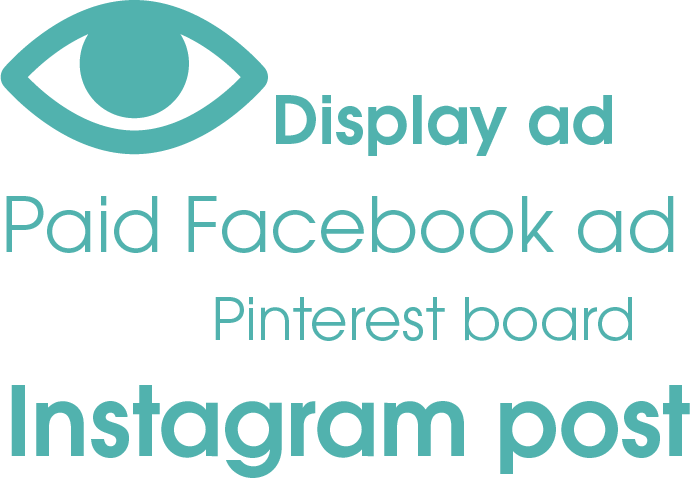 Display ad
Paid Facebook ad
Pinterest board
Instagram post